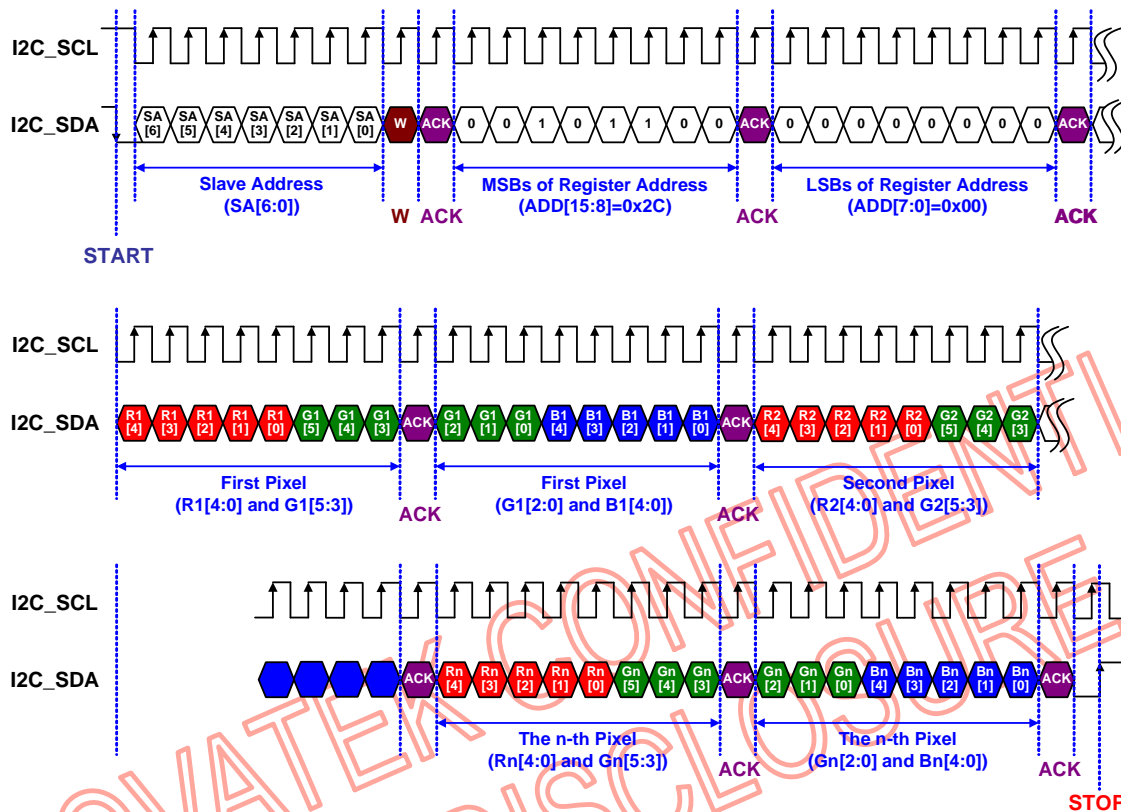 I2C_SCL
I2C_SDA
SA [6] SA [5] SA [4] SA [3] SA [2] SA [1] SA [0] W ACK 0 0 1 0 1 1 0 0 ACK 0 0 0 0 0 0 0 0 ACK
Slave Address MSBs of Register Address LSBs of Register Address
(SA[6:0]) (ADD[15:8]=0x2C) (ADD[7:0]=0x00)
W ACK ACK ACK
START
I2C_SCL
I2C_SDA
R1 [4] R1 [3] R1 [2] R1 [1] R1 [0] G1 [5] G1 [4] G1 [3] ACK G1 [2] G1 [1] G1 [0] B1 [4] B1 [3] B1 [2] B1 [1] B1 [0] ACK R2 [4] R2 [3] R2 [2] R2 [1] R2 [0] G2 [5] G2 [4] G2 [3]
First Pixel First Pixel Second Pixel
(R1[4:0] and G1[5:3]) (G1[2:0] and B1[4:0]) (R2[4:0] and G2[5:3])
ACK ACK
I2C_SCL
I2C_SDA
ACK Rn [4] Rn [3] Rn [2] Rn [1] Rn [0] Gn [5] Gn [4] Gn [3] ACK Gn [2] Gn [1] Gn [0] Bn [4] Bn [3] Bn [2] Bn [1] Bn [0] ACK
The n-th Pixel The n-th Pixel
(Rn[4:0] and Gn[5:3]) (Gn[2:0] and Bn[4:0])
ACK ACK
STOP
OVATEK CONFIDENTI
DISCLOSURE